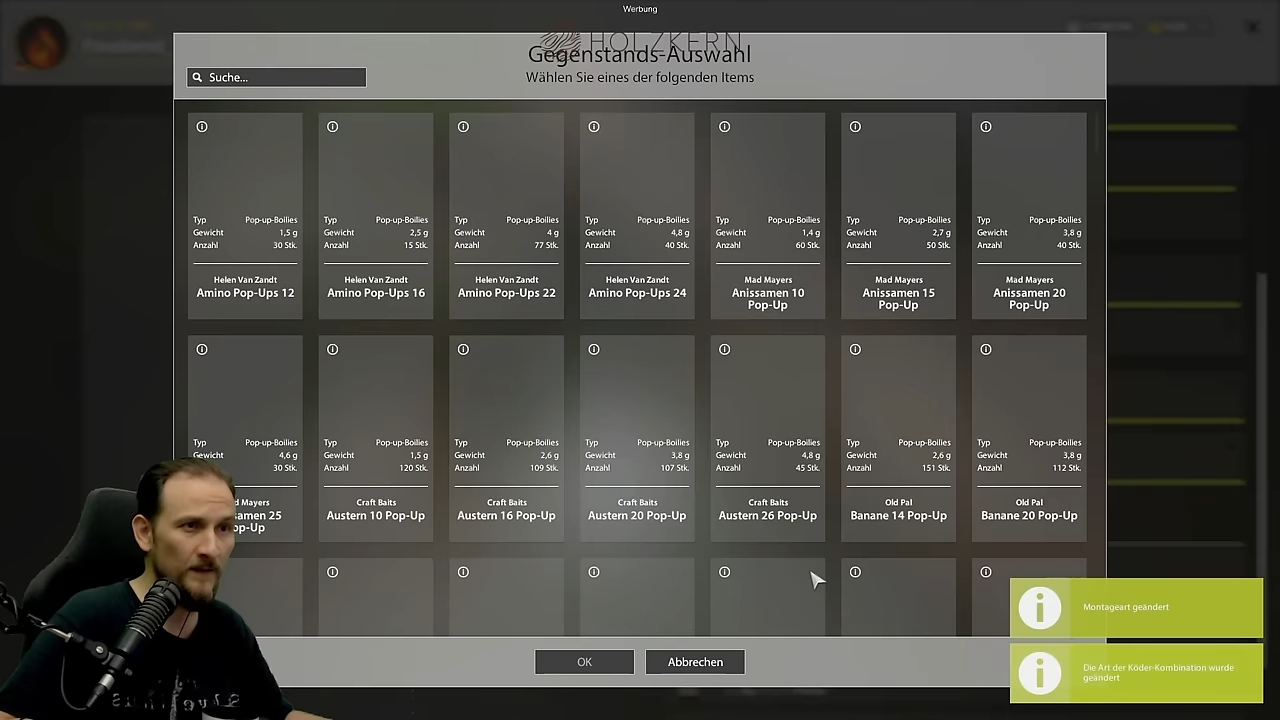 Werbung
HOLZKERN
Gegenstands-Auswahl
Suche...
Wählen Sie eines der folgenden Items
Typ Pop-up-Boilies
Gewicht 1,5 g
Anzahl 30 Stk.
Helen Van Zandt
Amino Pop-Ups 12
Typ Pop-up-Boilies
Gewicht 2,5 g
Anzahl 15 Stk.
Helen Van Zandt
Amino Pop-Ups 16
Typ Pop-up-Boilies
Gewicht 4 g
Anzahl 77 Stk.
Helen Van Zandt
Amino Pop-Ups 22
Typ Pop-up-Boilies
Gewicht 4,8 g
Anzahl 40 Stk.
Helen Van Zandt
Amino Pop-Ups 24
Typ Pop-up-Boilies
Gewicht 1,4 g
Anzahl 60 Stk.
Mad Mayers
Anissamen 10
Pop-Up
Typ Pop-up-Boilies
Gewicht 2,7 g
Anzahl 50 Stk.
Mad Mayers
Anissamen 15
Pop-Up
Typ Pop-up-Boilies
Gewicht 3,8 g
Anzahl 40 Stk.
Mad Mayers
Anissamen 20
Pop-Up
Typ Pop-up-Boilies
Gewicht 4,6 g
Anzahl 30 Stk.
d Mayers
samen 25
op-Up
Typ Pop-up-Boilies
Gewicht 1,5 g
Anzahl 120 Stk.
Craft Baits
Austern 10 Pop-Up
Typ Pop-up-Boilies
Gewicht 2,6 g
Anzahl 109 Stk.
Craft Baits
Austern 16 Pop-Up
Typ Pop-up-Boilies
Gewicht 3,8 g
Anzahl 107 Stk.
Craft Baits
Austern 20 Pop-Up
Typ Pop-up-Boilies
Gewicht 4,8 g
Anzahl 45 Stk.
Craft Baits
Austern 26 Pop-Up
Typ Pop-up-Boilies
Gewicht 2,6 g
Anzahl 151 Stk.
Old Pal
Banane 14 Pop-Up
Typ Pop-up-Boilies
Gewicht 3,8 g
Anzahl 112 Stk.
Old Pal
Banane 20 Pop-Up
OK
Abbrechen
Montageart geändert
Die Art der Köder-Kombination wurde
geändert